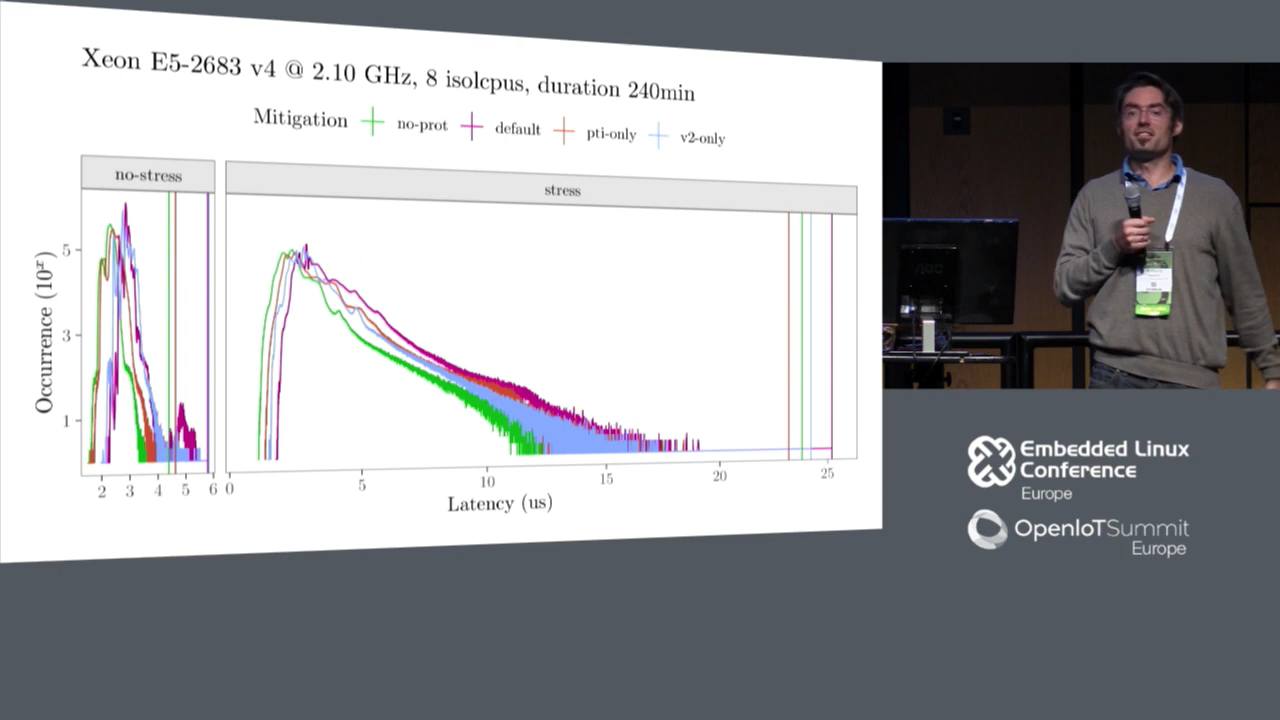 Xeon E5-2683 v4 @ 2.10 GHz, 8 isolcpus, duration 240min
Mitigation no-prot default pti-only v2-only
no-stress
stress
Occurrence (10^x)
5
3
1
2 3 4 5 6
0 5 10 15 20 25
Latency (us)
Embedded Linux
Conference
Europe
OpenIoTSummit
Europe